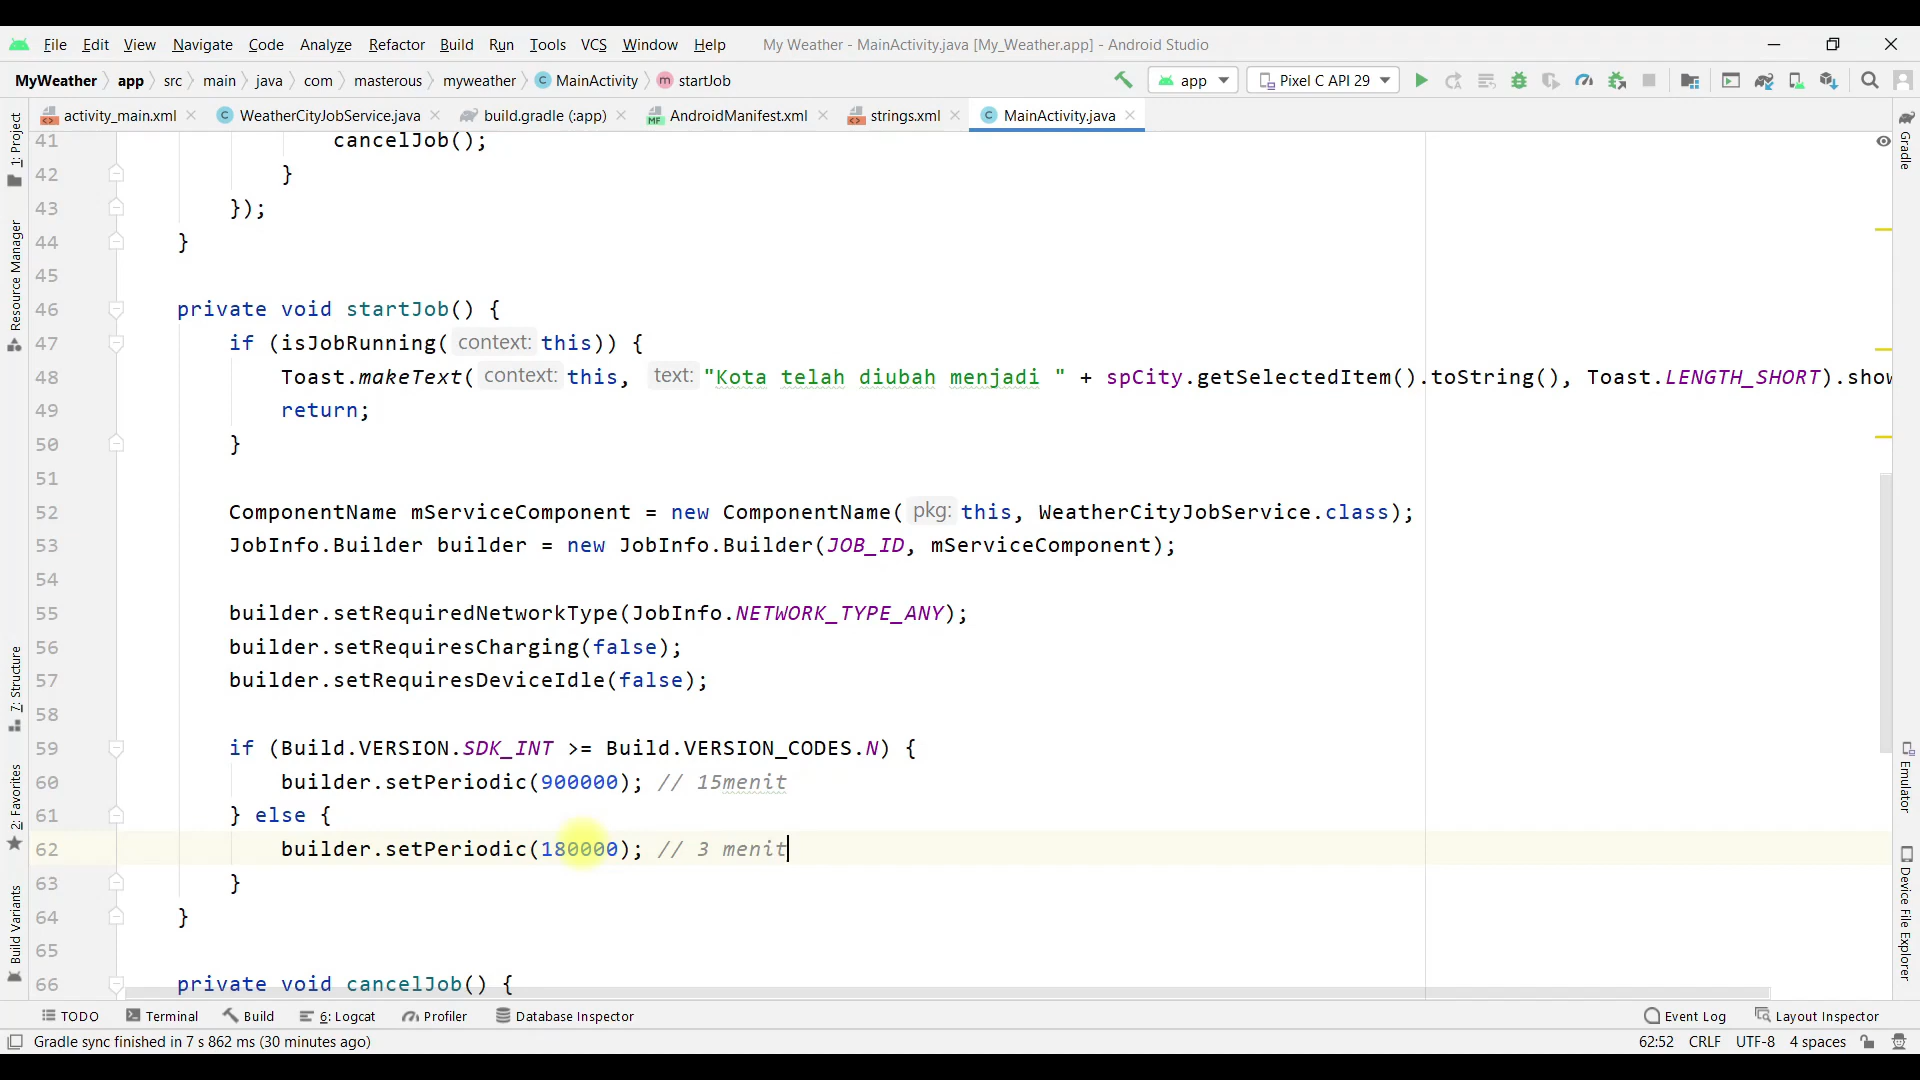 File Edit View Navigate Code Analyze Refactor Build Run Tools VCS Window Help My Weather - MainActivity.java [My_Weather.app] - Android Studio
MyWeather app src main java com masterous myweather MainActivity startJob app Pixel C API 29
activity_main.xml WeatherCityJobService.java build.gradle (:app) AndroidManifest.xml strings.xml MainActivity.java
1: Project
Resource Manager
7: Structure
2: Favorites
Build Variants
41 cancelJob();
42 }
43 });
44 }
45
46 private void startJob() {
47 if (isJobRunning( context: this)) {
48 Toast.makeText( context: this, text: "Kota telah diubah menjadi " + spCity.getSelectedItem().toString(), Toast.LENGTH_SHORT).show
49 return;
50 }
51
52 ComponentName mServiceComponent = new ComponentName( pkg: this, WeatherCityJobService.class);
53 JobInfo.Builder builder = new JobInfo.Builder(JOB_ID, mServiceComponent);
54
55 builder.setRequiredNetworkType(JobInfo.NETWORK_TYPE_ANY);
56 builder.setRequiresCharging(false);
57 builder.setRequiresDeviceIdle(false);
58
59 if (Build.VERSION.SDK_INT >= Build.VERSION_CODES.N) {
60 builder.setPeriodic(900000); // 15menit
61 } else {
62 builder.setPeriodic(180000); // 3 menit
63 }
64 }
65
66 private void cancelJob() {
Gradle
Emulator
Device File Explorer
TODO Terminal Build 6: Logcat Profiler Database Inspector Event Log Layout Inspector
Gradle sync finished in 7 s 862 ms (30 minutes ago) 62:52 CRLF UTF-8 4 spaces